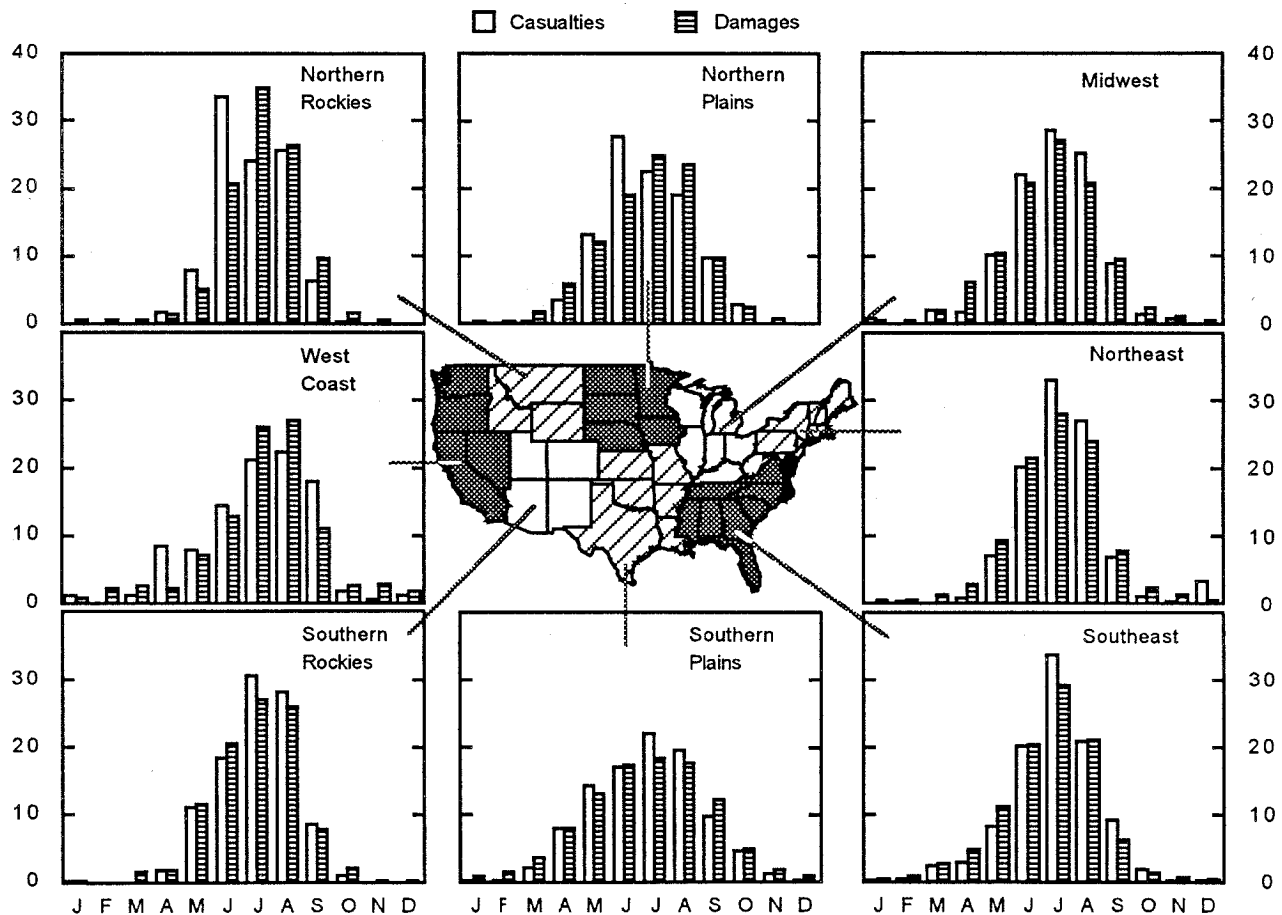 Casualties Damages
40 Northern Rockies Northern Plains Midwest 40
30 30
20 20
10 10
0 0
West Coast Northeast
30 30
20 20
10 10
0 0
Southern Rockies Southern Plains Southeast
30 30
20 20
10 10
0 0
J F M A M J J A S O N D J F M A M J J A S O N D J F M A M J J A S O N D